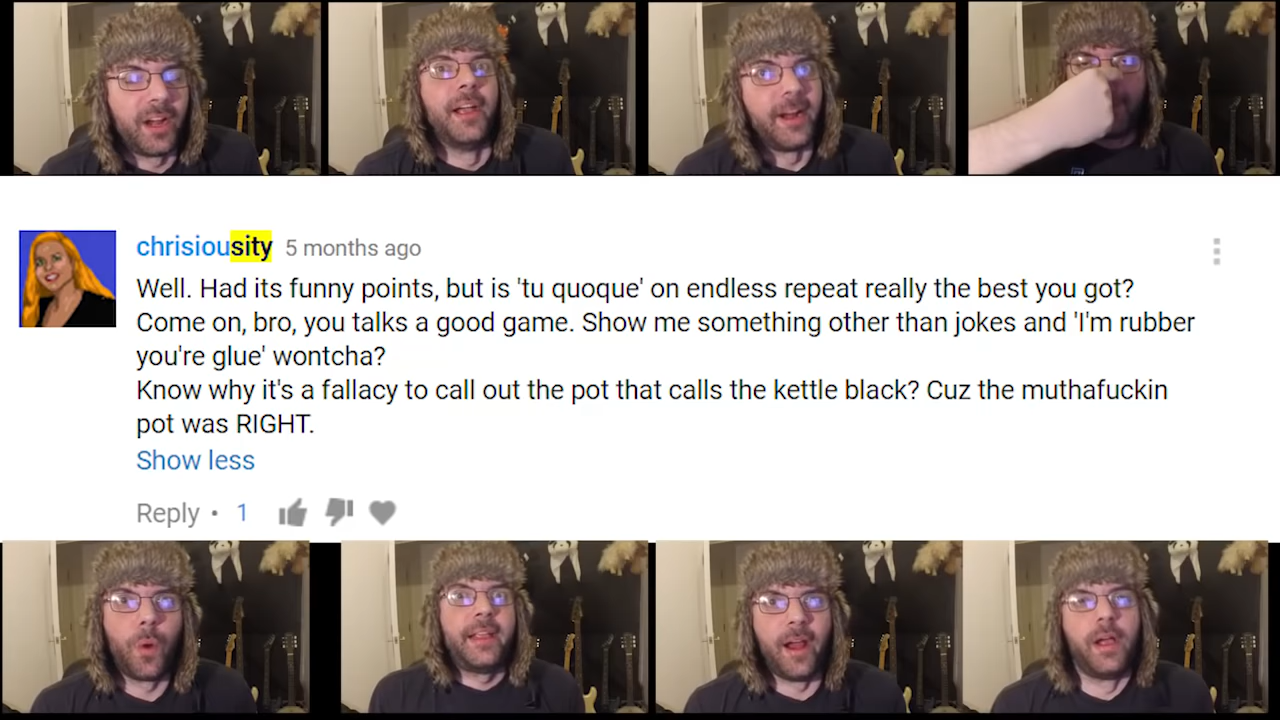 chrisiousity 5 months ago
Well. Had its funny points, but is 'tu quoque' on endless repeat really the best you got?
Come on, bro, you talks a good game. Show me something other than jokes and 'I'm rubber
you're glue' wontcha?
Know why it's a fallacy to call out the pot that calls the kettle black? Cuz the muthafuckin
pot was RIGHT.
Show less
Reply • 1